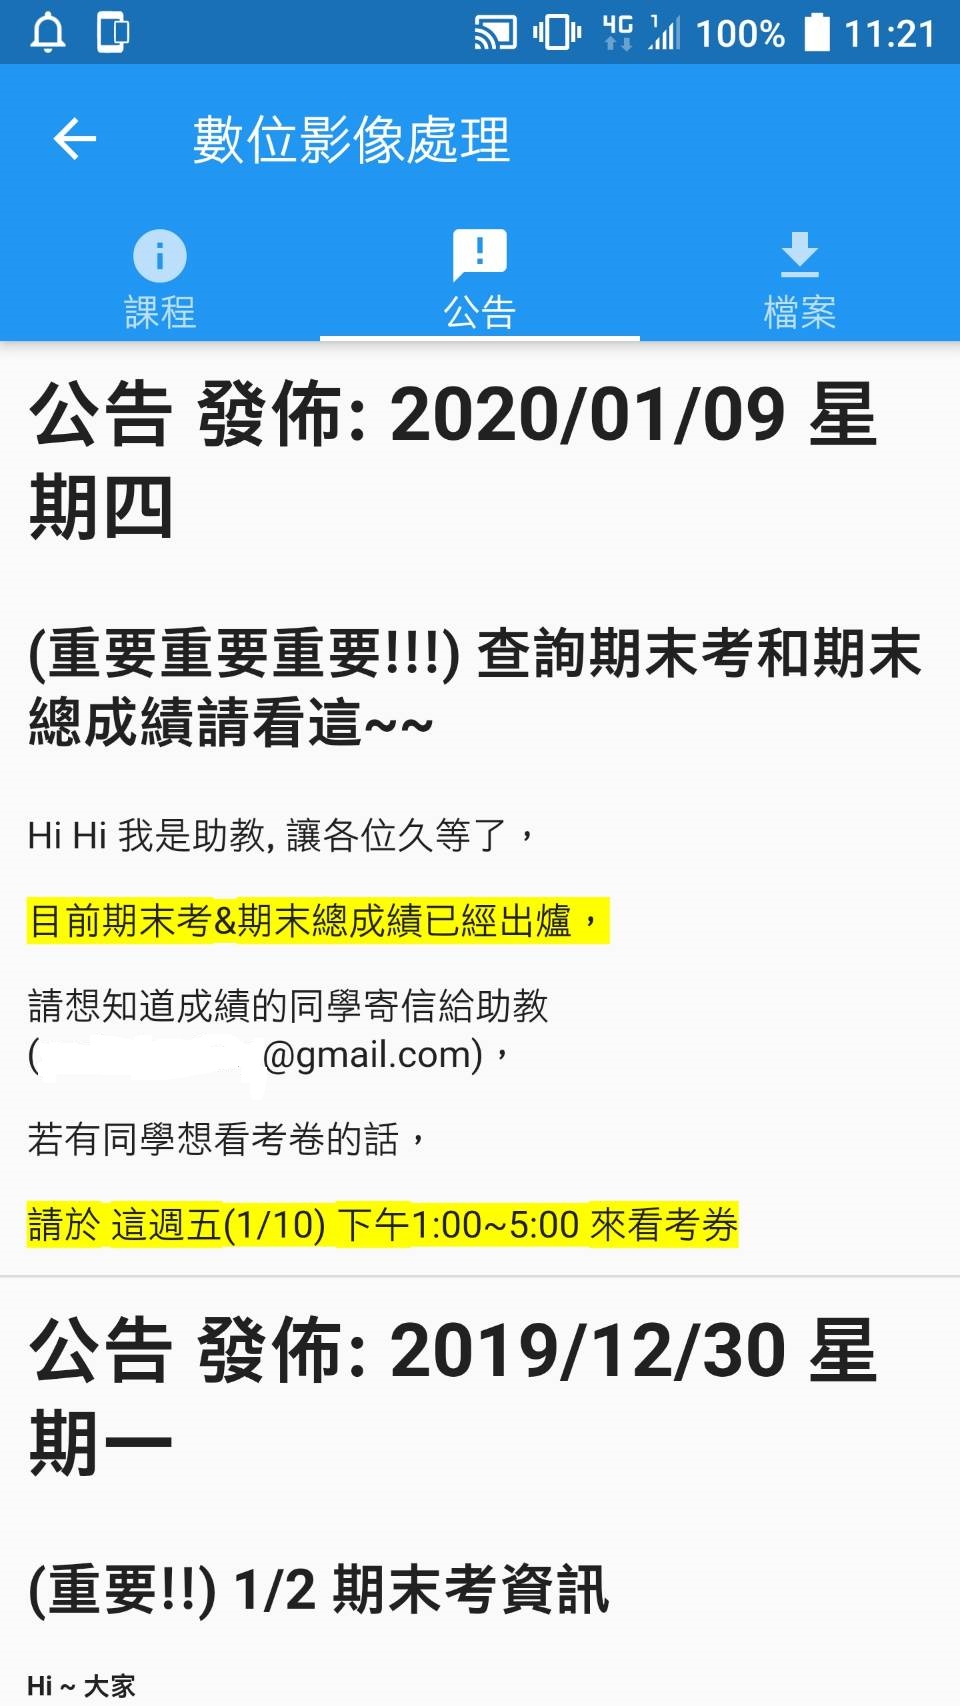 4G 1 100% 11:21
數位影像處理
課程 公告 檔案
公告 發佈: 2020/01/09 星
期四
(重要重要重要!!!) 查詢期末考和期末
總成績請看這~~
Hi Hi 我是助教, 讓各位久等了，
目前期末考&期末總成績已經出爐，
請想知道成績的同學寄信給助教
( @gmail.com)，
若有同學想看考卷的話，
請於 這週五(1/10) 下午1:00~5:00 來看考券
公告 發佈: 2019/12/30 星
期一
(重要!!) 1/2 期末考資訊
Hi ~ 大家